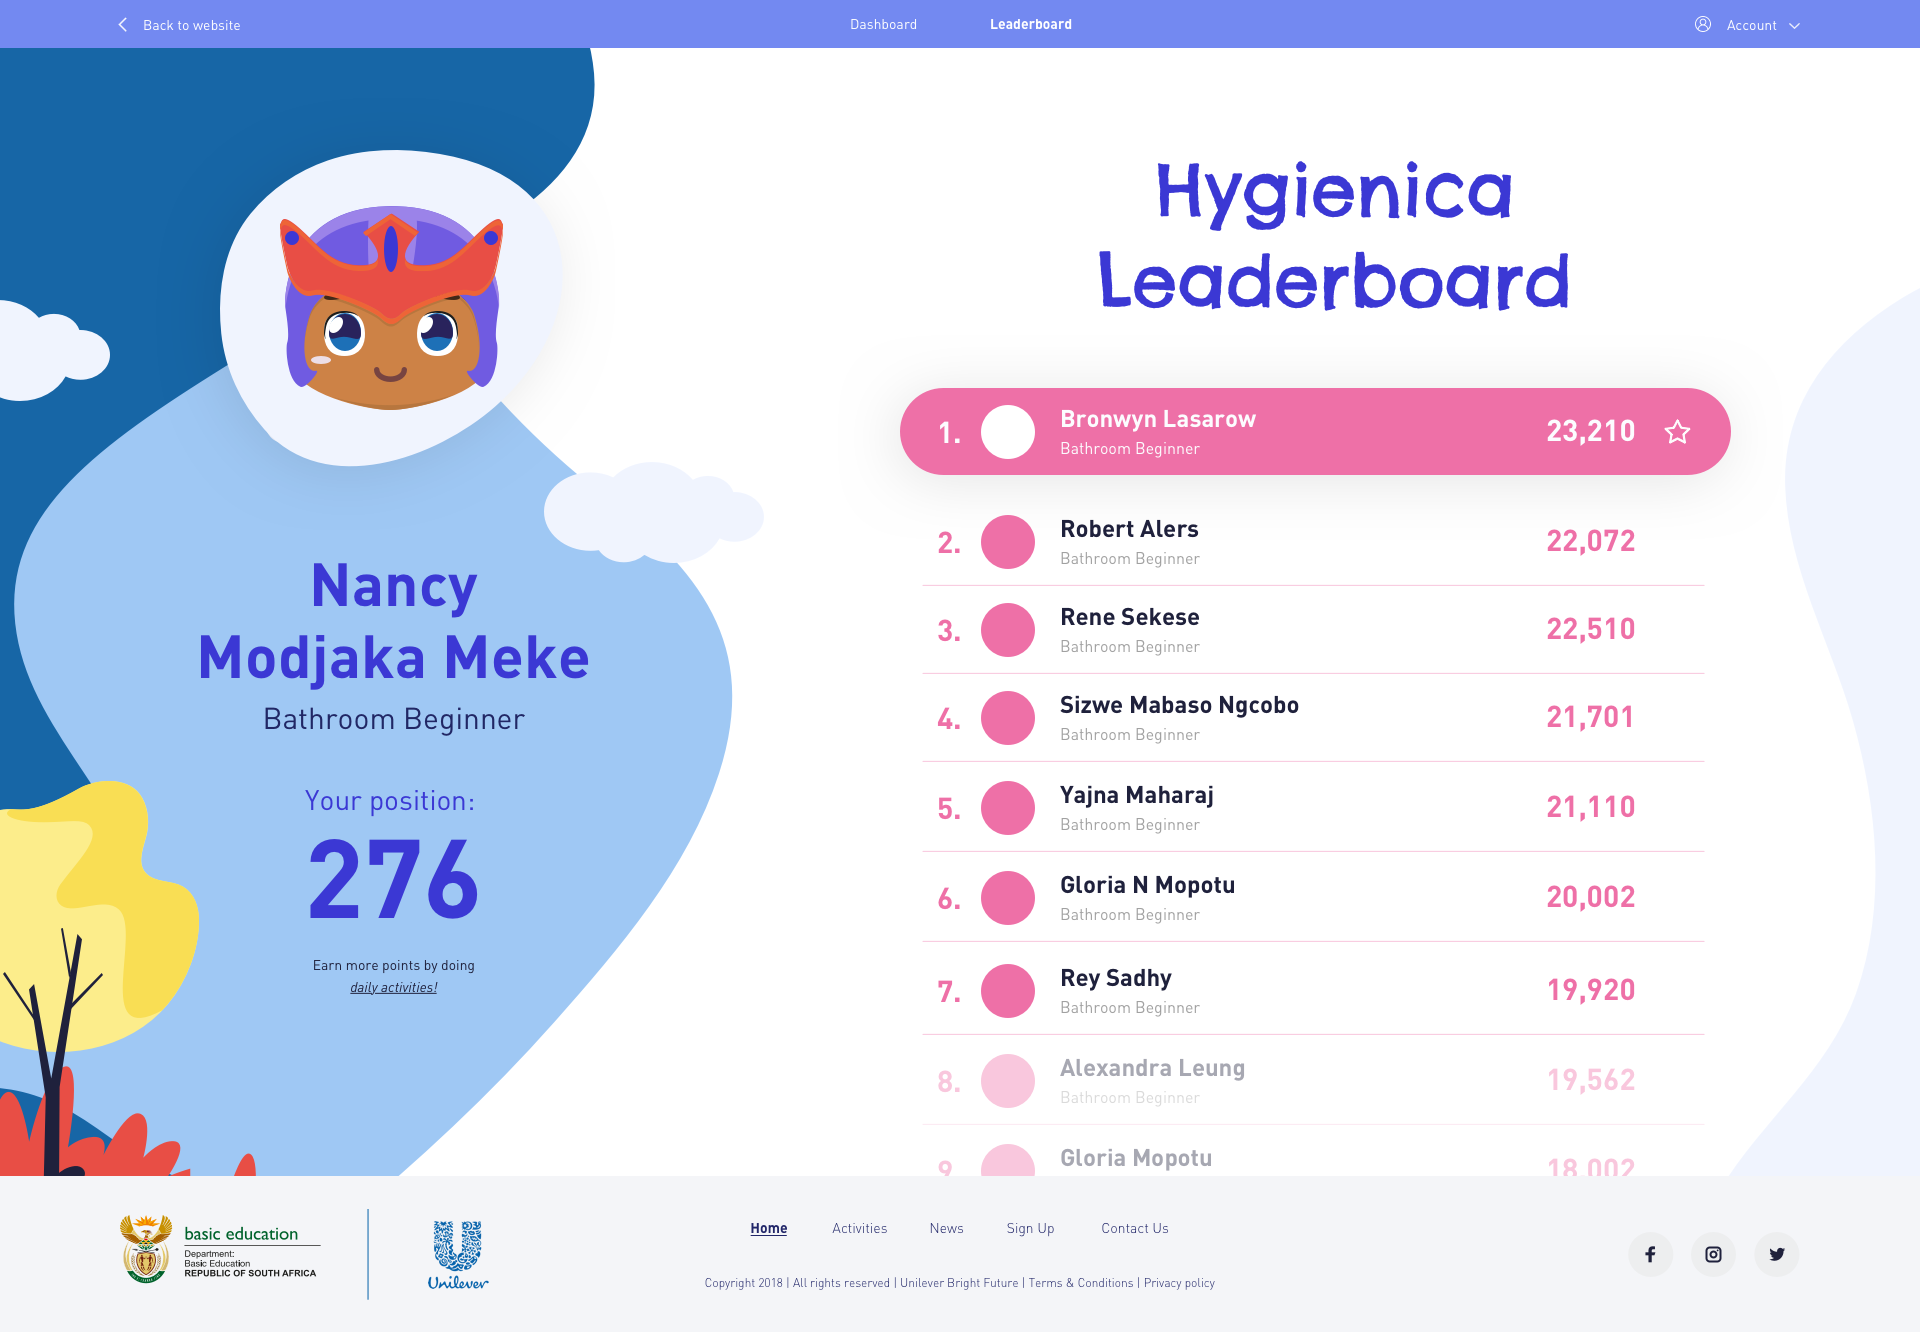 Back to website
Dashboard
Leaderboard
Account
Nancy
Modjaka Meke
Bathroom Beginner
Your position:
276
Earn more points by doing
daily activities!
Hygienica
Leaderboard
1. Bronwyn Lasarow 23,210
Bathroom Beginner
2. Robert Alers 22,072
Bathroom Beginner
3. Rene Sekese 22,510
Bathroom Beginner
4. Sizwe Mabaso Ngcobo 21,701
Bathroom Beginner
5. Yajna Maharaj 21,110
Bathroom Beginner
6. Gloria N Mopotu 20,002
Bathroom Beginner
7. Rey Sadhy 19,920
Bathroom Beginner
8. Alexandra Leung 19,562
Bathroom Beginner
9 Gloria Mopotu 18,002
basic education
Department:
Basic Education
REPUBLIC OF SOUTH AFRICA
Unilever
Home
Activities
News
Sign Up
Contact Us
Copyright 2018 | All rights reserved | Unilever Bright Future | Terms & Conditions | Privacy policy